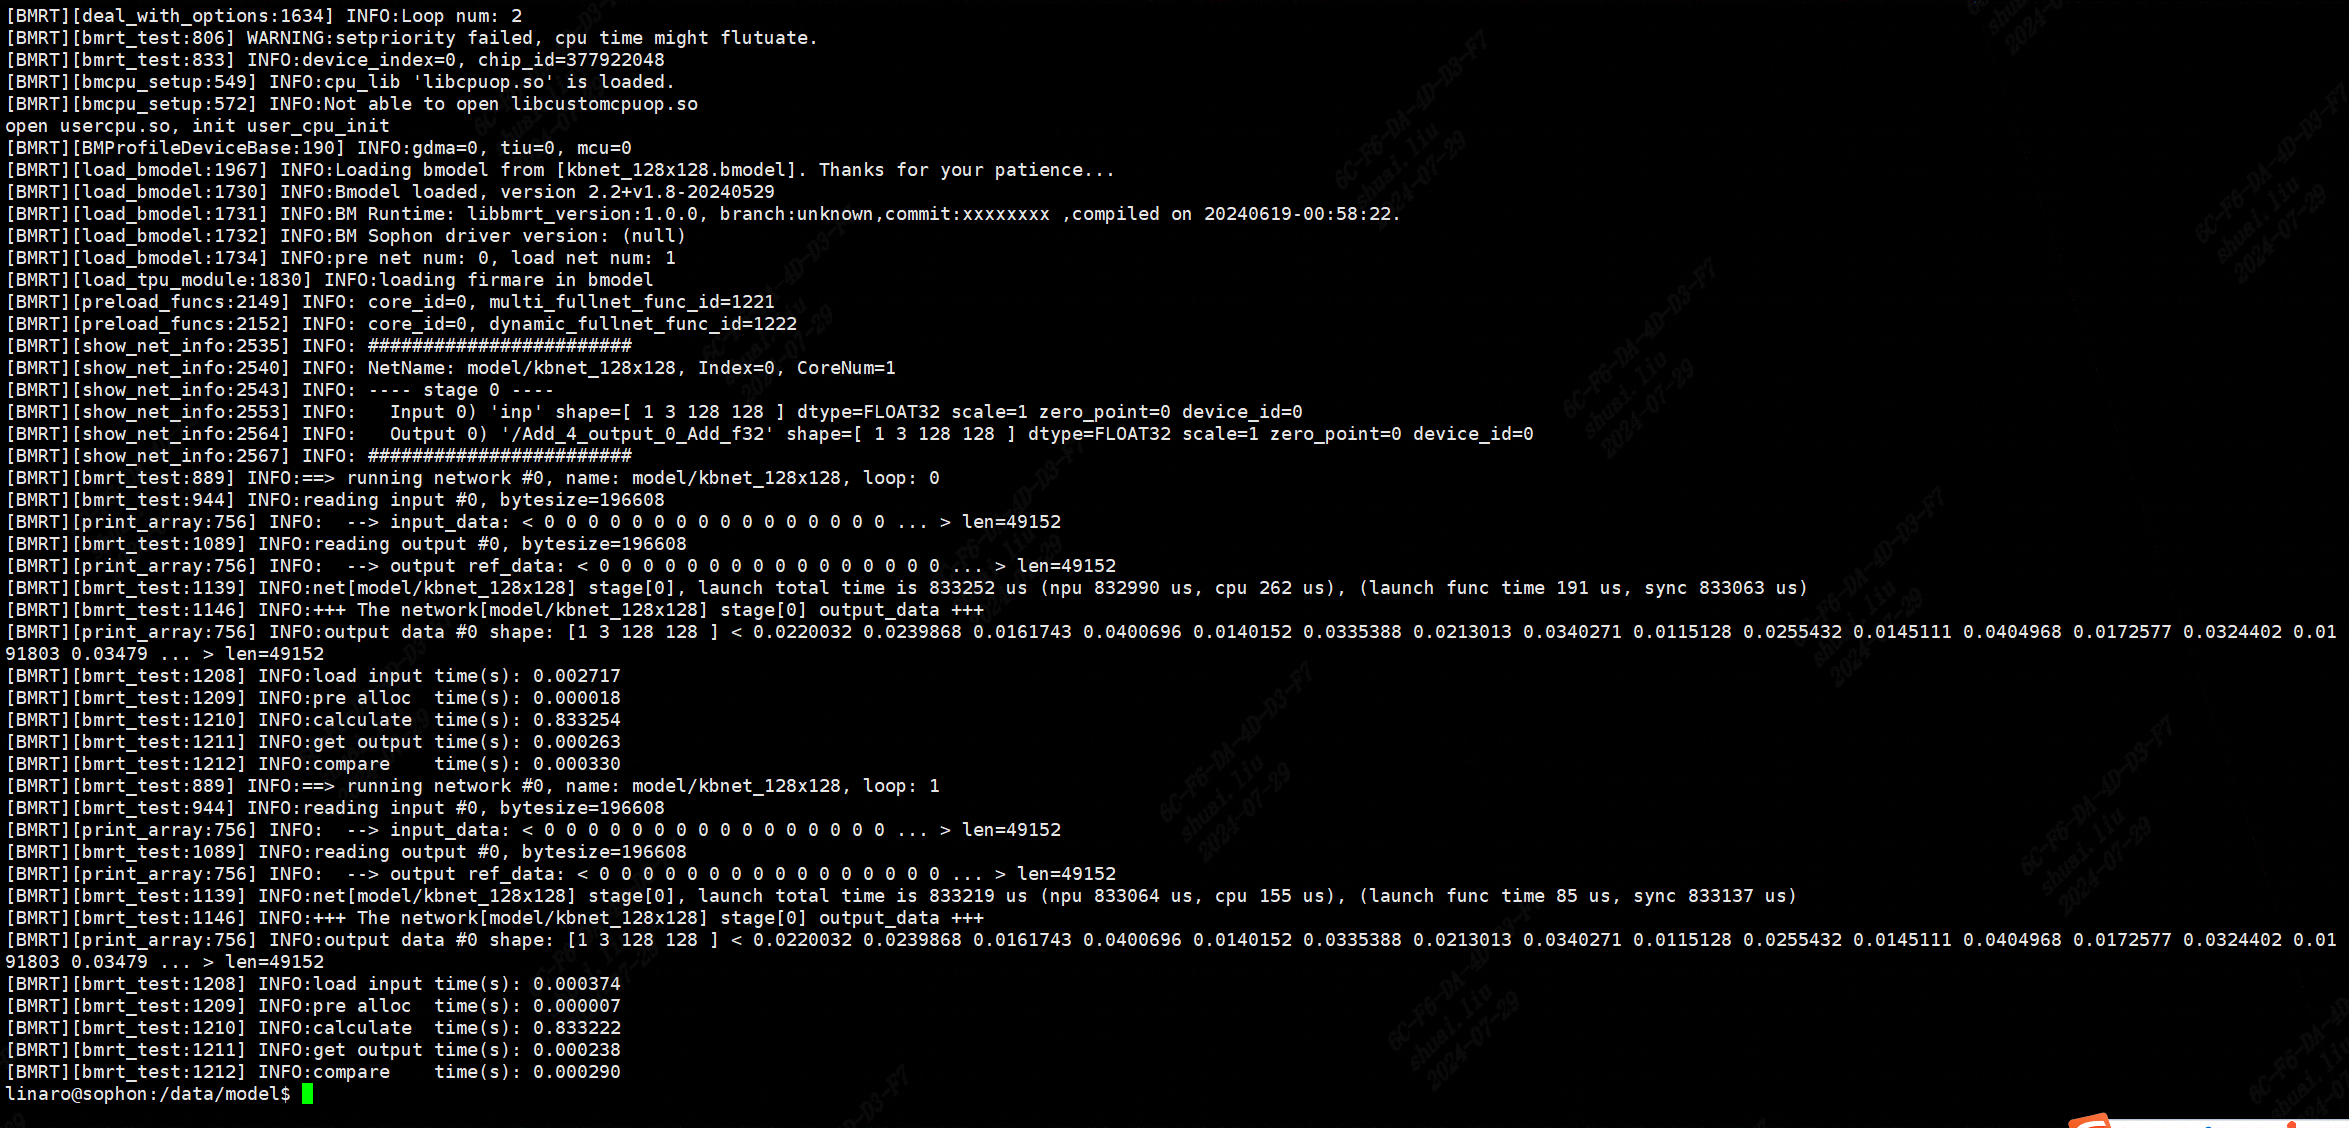 [BMRT][deal_with_options:1634] INFO:Loop num: 2
[BMRT][bmrt_test:806] WARNING:setpriority failed, cpu time might flutuate.
[BMRT][bmrt_test:833] INFO:device_index=0, chip_id=377922048
[BMRT][bmcpu_setup:549] INFO:cpu_lib 'libcpuop.so' is loaded.
[BMRT][bmcpu_setup:572] INFO:Not able to open libcustomcpuop.so
open usercpu.so, init user_cpu_init
[BMRT][BMProfileDeviceBase:190] INFO:gdma=0, tiu=0, mcu=0
[BMRT][load_bmodel:1967] INFO:Loading bmodel from [kbnet_128x128.bmodel]. Thanks for your patience...
[BMRT][load_bmodel:1730] INFO:Bmodel loaded, version 2.2+v1.8-20240529
[BMRT][load_bmodel:1731] INFO:BM Runtime: libbmrt_version:1.0.0, branch:unknown,commit:xxxxxxxx ,compiled on 20240619-00:58:22.
[BMRT][load_bmodel:1732] INFO:BM Sophon driver version: (null)
[BMRT][load_bmodel:1734] INFO:pre net num: 0, load net num: 1
[BMRT][load_tpu_module:1830] INFO:loading firmare in bmodel
[BMRT][preload_funcs:2149] INFO: core_id=0, multi_fullnet_func_id=1221
[BMRT][preload_funcs:2152] INFO: core_id=0, dynamic_fullnet_func_id=1222
[BMRT][show_net_info:2535] INFO: ########################
[BMRT][show_net_info:2540] INFO: NetName: model/kbnet_128x128, Index=0, CoreNum=1
[BMRT][show_net_info:2543] INFO: ---- stage 0 ----
[BMRT][show_net_info:2553] INFO:   Input 0) 'inp' shape=[ 1 3 128 128 ] dtype=FLOAT32 scale=1 zero_point=0 device_id=0
[BMRT][show_net_info:2564] INFO:   Output 0) '/Add_4_output_0_Add_f32' shape=[ 1 3 128 128 ] dtype=FLOAT32 scale=1 zero_point=0 device_id=0
[BMRT][show_net_info:2567] INFO: ########################
[BMRT][bmrt_test:889] INFO:==> running network #0, name: model/kbnet_128x128, loop: 0
[BMRT][bmrt_test:944] INFO:reading input #0, bytesize=196608
[BMRT][print_array:756] INFO:  --> input_data: < 0 0 0 0 0 0 0 0 0 0 0 0 0 0 0 0 ... > len=49152
[BMRT][bmrt_test:1089] INFO:reading output #0, bytesize=196608
[BMRT][print_array:756] INFO:  --> output ref_data: < 0 0 0 0 0 0 0 0 0 0 0 0 0 0 0 0 ... > len=49152
[BMRT][bmrt_test:1139] INFO:net[model/kbnet_128x128] stage[0], launch total time is 833252 us (npu 832990 us, cpu 262 us), (launch func time 191 us, sync 833063 us)
[BMRT][bmrt_test:1146] INFO:+++ The network[model/kbnet_128x128] stage[0] output_data +++
[BMRT][print_array:756] INFO:output data #0 shape: [1 3 128 128 ] < 0.0220032 0.0239868 0.0161743 0.0400696 0.0140152 0.0335388 0.0213013 0.0340271 0.0115128 0.0255432 0.0145111 0.0404968 0.0172577 0.0324402 0.01
91803 0.03479 ... > len=49152
[BMRT][bmrt_test:1208] INFO:load input time(s): 0.002717
[BMRT][bmrt_test:1209] INFO:pre alloc  time(s): 0.000018
[BMRT][bmrt_test:1210] INFO:calculate  time(s): 0.833254
[BMRT][bmrt_test:1211] INFO:get output time(s): 0.000263
[BMRT][bmrt_test:1212] INFO:compare    time(s): 0.000330
[BMRT][bmrt_test:889] INFO:==> running network #0, name: model/kbnet_128x128, loop: 1
[BMRT][bmrt_test:944] INFO:reading input #0, bytesize=196608
[BMRT][print_array:756] INFO:  --> input_data: < 0 0 0 0 0 0 0 0 0 0 0 0 0 0 0 0 ... > len=49152
[BMRT][bmrt_test:1089] INFO:reading output #0, bytesize=196608
[BMRT][print_array:756] INFO:  --> output ref_data: < 0 0 0 0 0 0 0 0 0 0 0 0 0 0 0 0 ... > len=49152
[BMRT][bmrt_test:1139] INFO:net[model/kbnet_128x128] stage[0], launch total time is 833219 us (npu 833064 us, cpu 155 us), (launch func time 85 us, sync 833137 us)
[BMRT][bmrt_test:1146] INFO:+++ The network[model/kbnet_128x128] stage[0] output_data +++
[BMRT][print_array:756] INFO:output data #0 shape: [1 3 128 128 ] < 0.0220032 0.0239868 0.0161743 0.0400696 0.0140152 0.0335388 0.0213013 0.0340271 0.0115128 0.0255432 0.0145111 0.0404968 0.0172577 0.0324402 0.01
91803 0.03479 ... > len=49152
[BMRT][bmrt_test:1208] INFO:load input time(s): 0.000374
[BMRT][bmrt_test:1209] INFO:pre alloc  time(s): 0.000007
[BMRT][bmrt_test:1210] INFO:calculate  time(s): 0.833222
[BMRT][bmrt_test:1211] INFO:get output time(s): 0.000238
[BMRT][bmrt_test:1212] INFO:compare    time(s): 0.000290
linaro@sophon:/data/model$
6C-F6-DA-4D-D3-F7
shuai.liu
2024-07-29